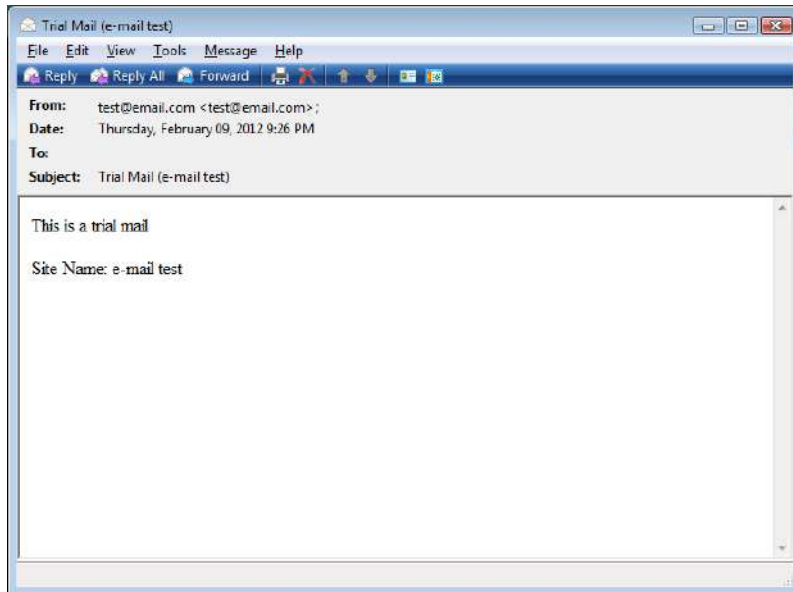 Trial Mail (e-mail test)
File Edit View Tools Message Help
Reply Reply All Forward
From: test@email.com <test@email.com>;
Date: Thursday, February 09, 2012 9:26 PM
To:
Subject: Trial Mail (e-mail test)
This is a trial mail
Site Name: e-mail test